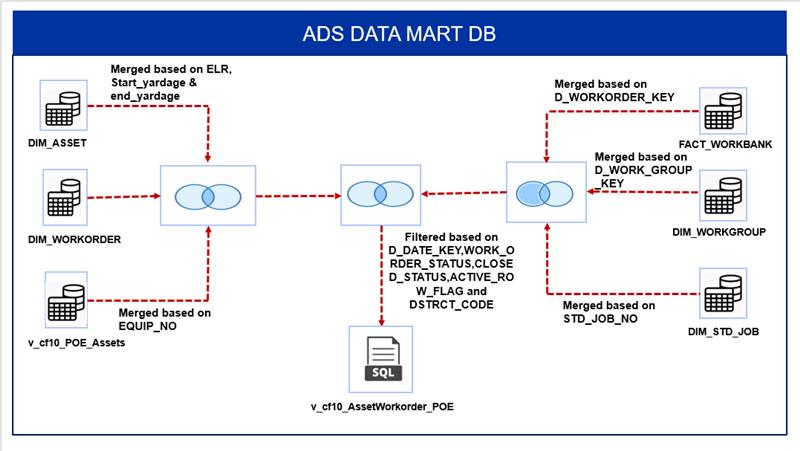 ADS DATA MART DB
Merged based on ELR,
Start_yardage &
end_yardage
DIM_ASSET
DIM_WORKORDER
Merged based on
EQUIP_NO
v_cf10_POE_Assets
Filtered based on
D_DATE_KEY,WORK_O
RDER_STATUS,CLOSE
D_STATUS,ACTIVE_RO
W_FLAG and
DSTRCT_CODE
SQL
v_cf10_AssetWorkorder_POE
Merged based on
D_WORKORDER_KEY
FACT_WORKBANK
Merged based on
D_WORK_GROUP
_KEY
DIM_WORKGROUP
Merged based on
STD_JOB_NO
DIM_STD_JOB